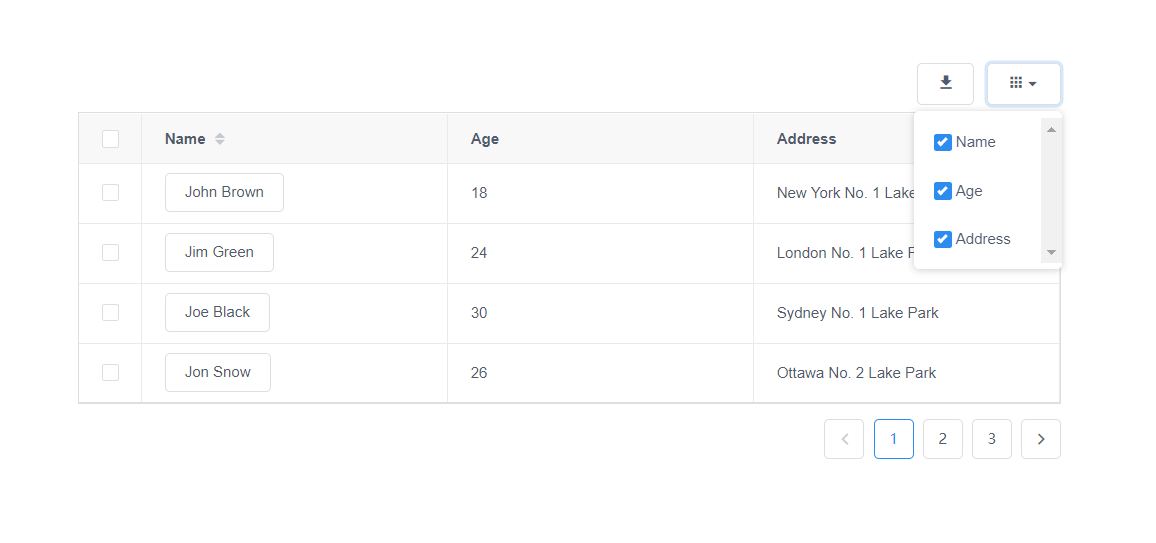 Name Age Address
John Brown 18 New York No. 1 Lake
Jim Green 24 London No. 1 Lake
Joe Black 30 Sydney No. 1 Lake Park
Jon Snow 26 Ottawa No. 2 Lake Park
Name
Age
Address
1 2 3